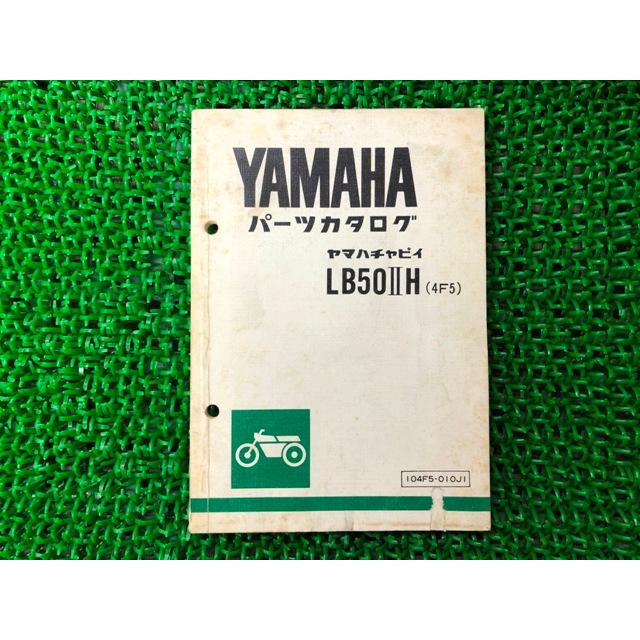 YAMAHA
パーツカタログ
ヤマハチャピイ
LB50ⅡH(4F5)
104F5-010J1